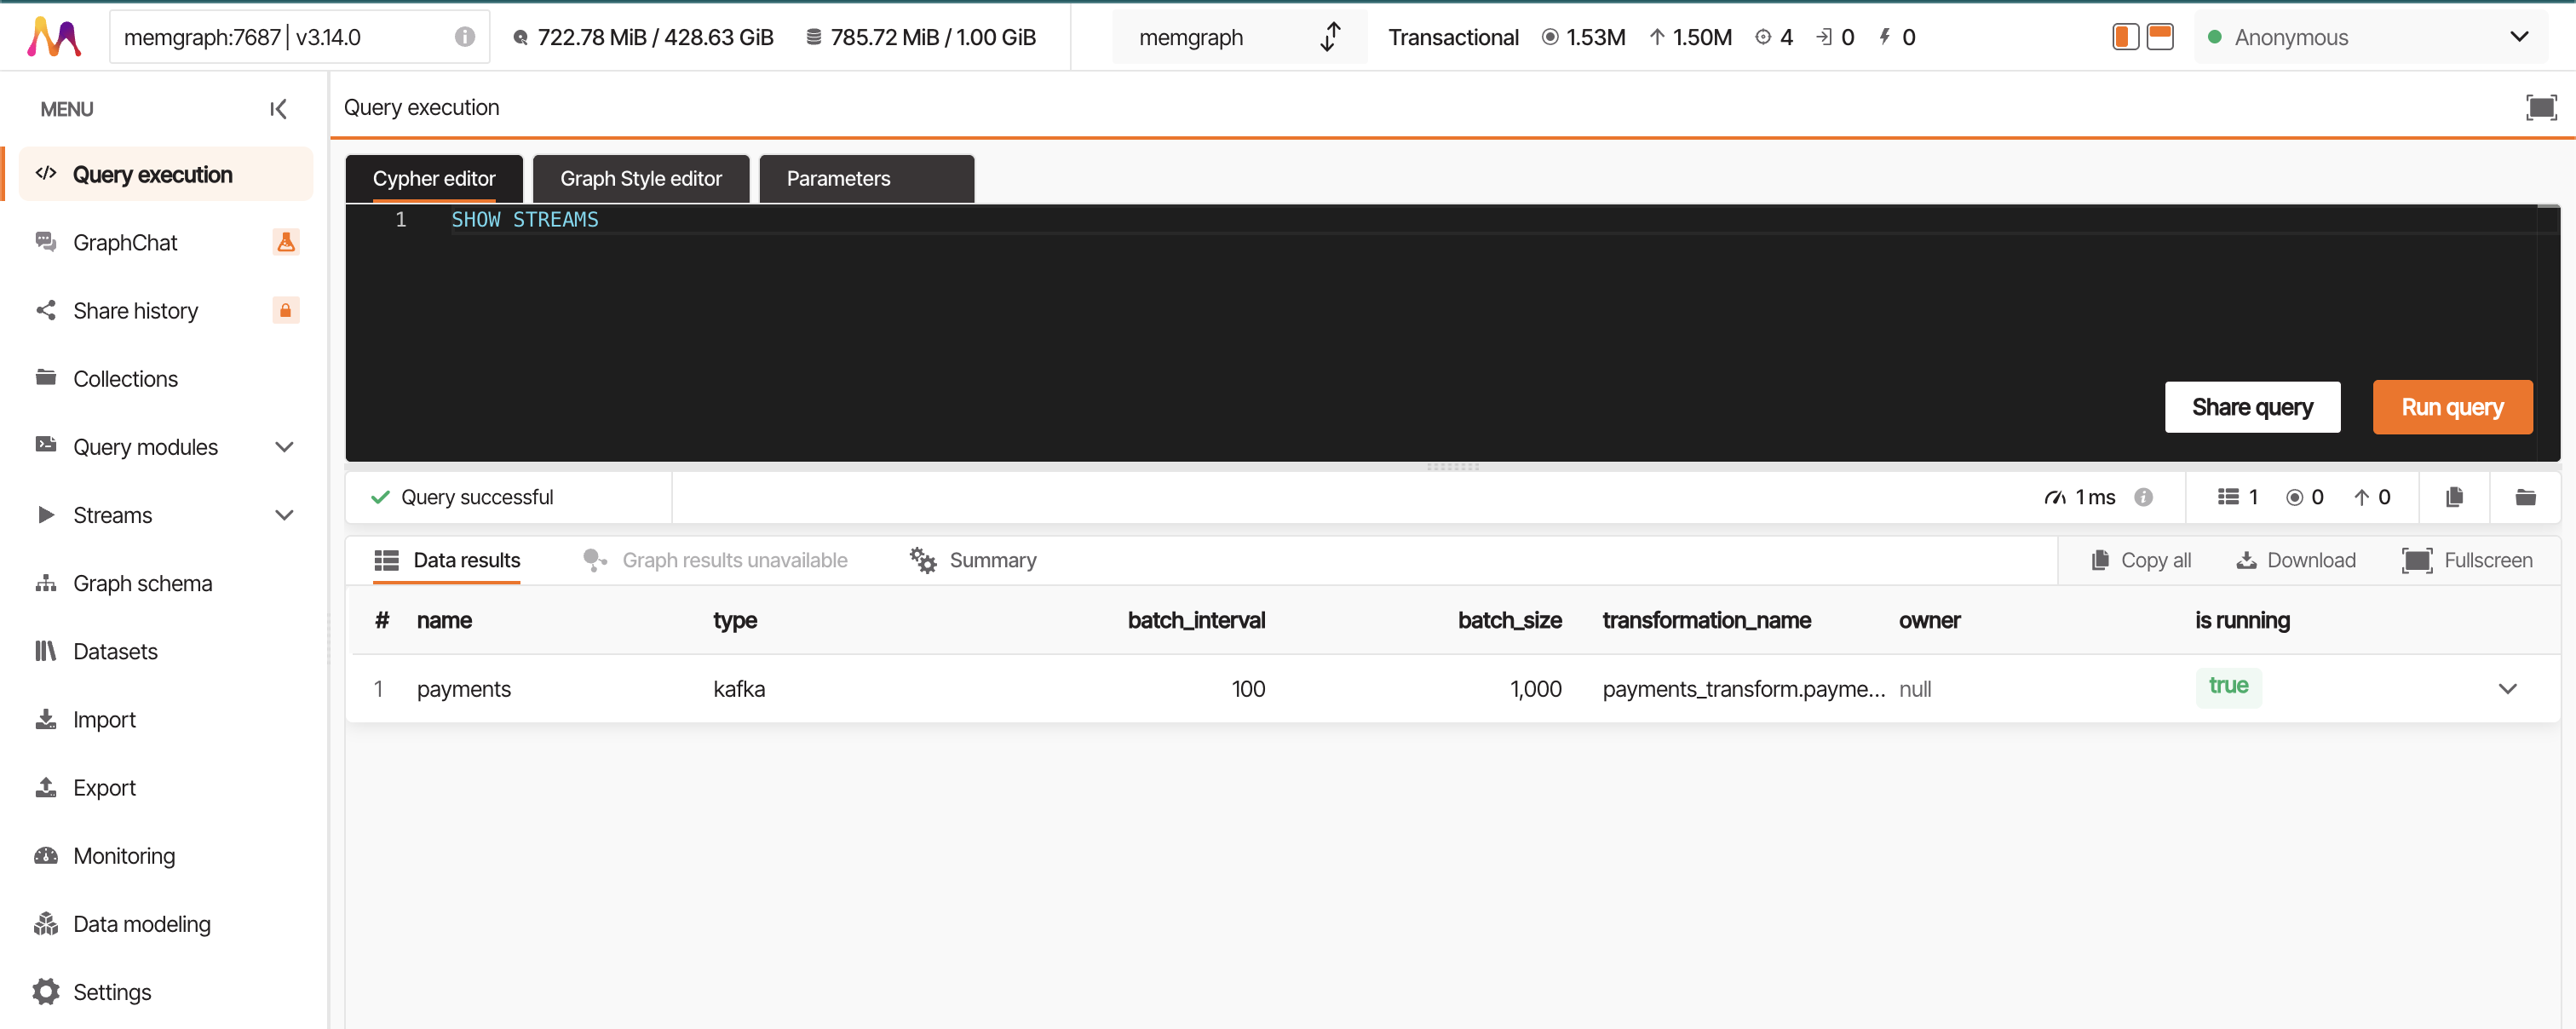 memgraph:7687 | v3.14.0
722.78 MiB / 428.63 GiB
785.72 MiB / 1.00 GiB
memgraph
Transactional
1.53M
1.50M
4
0
0
Anonymous
MENU
Query execution
GraphChat
Share history
Collections
Query modules
Streams
Graph schema
Datasets
Import
Export
Monitoring
Data modeling
Settings
Query execution
Cypher editor
Graph Style editor
Parameters
1 SHOW STREAMS
Share query
Run query
Query successful
1 ms
1
0
0
Data results
Graph results unavailable
Summary
Copy all
Download
Fullscreen
# name type batch_interval batch_size transformation_name owner is running
1 payments kafka 100 1,000 payments_transform.payme... null true